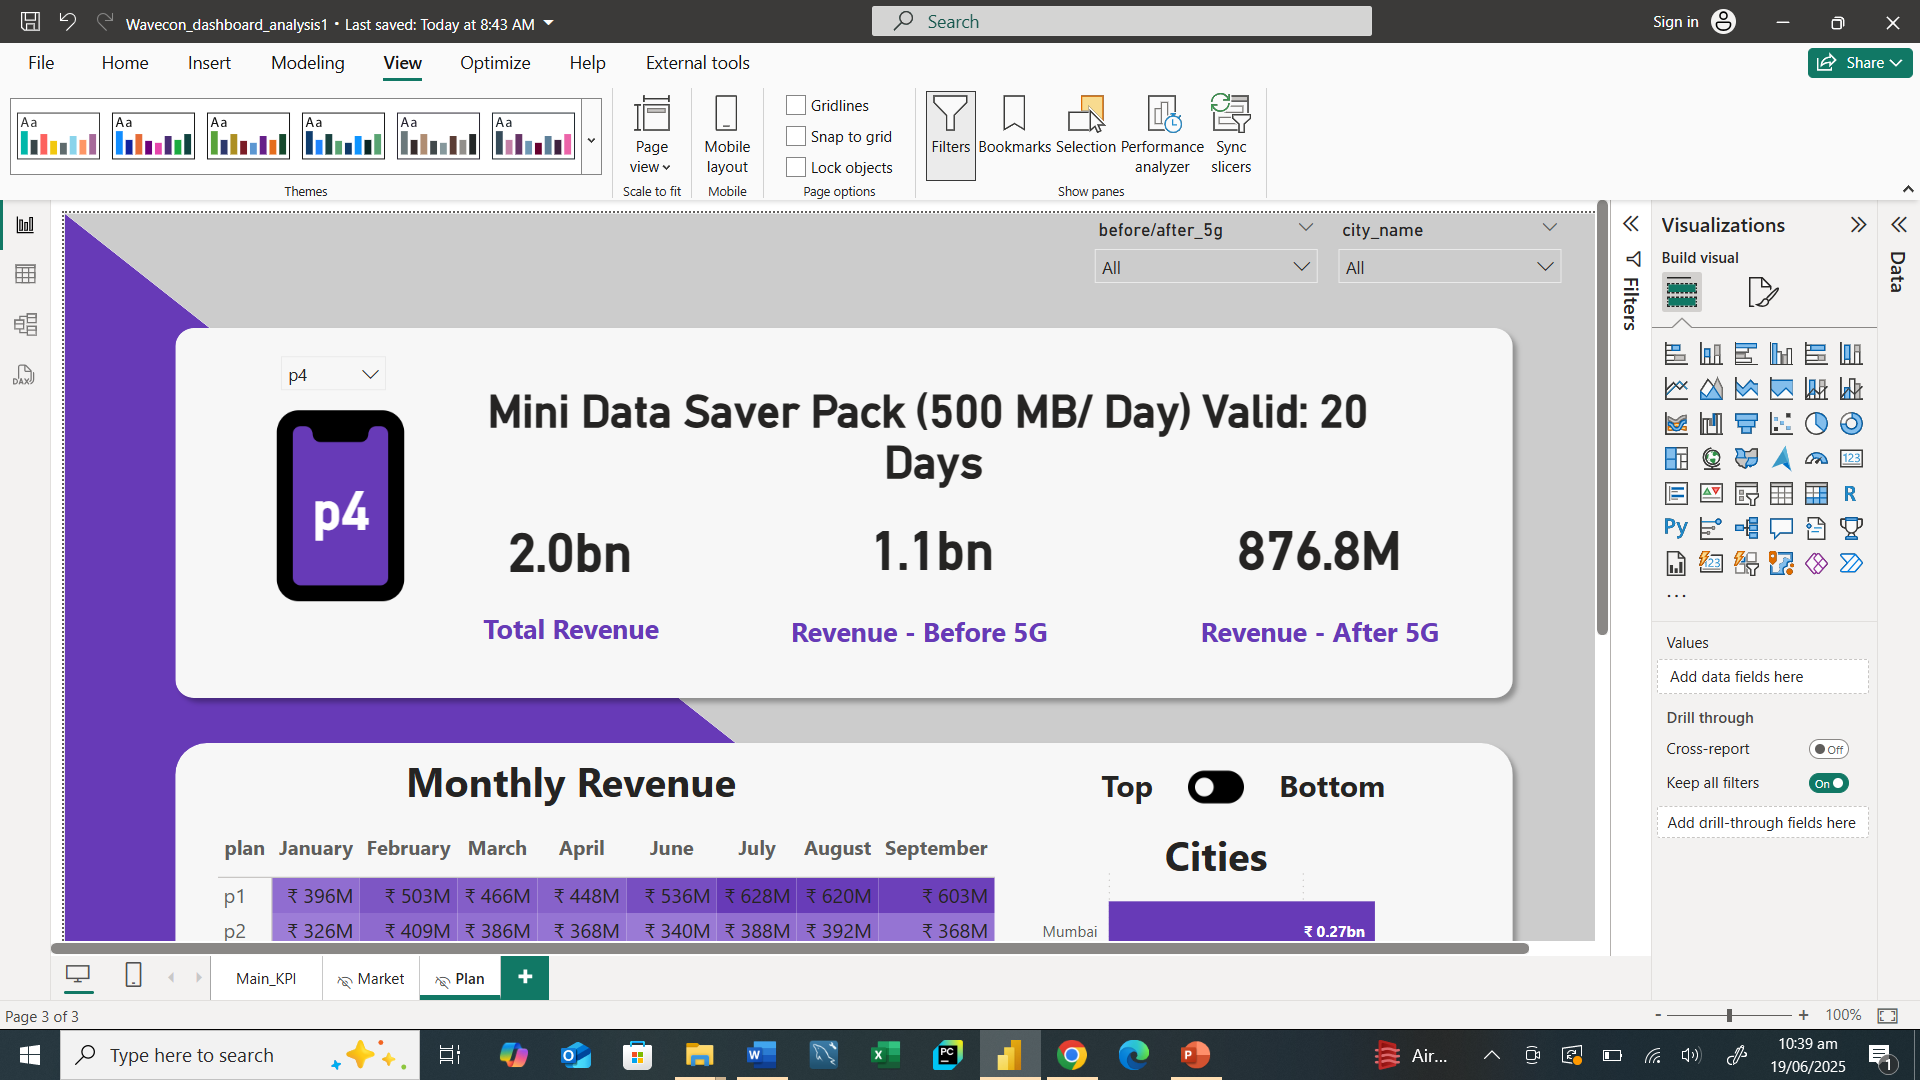 Wavecon_dashboard_analysis1 • Last saved: Today at 8:43 AM
Search
Sign in
File Home Insert Modeling View Optimize Help External tools
Share
Aa Aa Aa Aa Aa Aa
Themes
Page view
Scale to fit
Mobile layout
Mobile
Gridlines
Snap to grid
Lock objects
Page options
Filters
Bookmarks
Selection
Performance analyzer
Sync slicers
Show panes
before/after_5g
All
city_name
All
p4
p4
Mini Data Saver Pack (500 MB/ Day) Valid: 20
Days
2.0bn
Total Revenue
1.1bn
Revenue - Before 5G
876.8M
Revenue - After 5G
Monthly Revenue
plan January February March April June July August September
p1 ₹ 396M ₹ 503M ₹ 466M ₹ 448M ₹ 536M ₹ 628M ₹ 620M ₹ 603M
p2 ₹ 326M ₹ 409M ₹ 386M ₹ 368M ₹ 340M ₹ 388M ₹ 392M ₹ 368M
Top Bottom
Cities
Mumbai ₹ 0.27bn
Filters
Visualizations
Build visual
123
R
Py
123
...
Values
Add data fields here
Drill through
Cross-report Off
Keep all filters On
Add drill-through fields here
Data
DAX
Main_KPI Market Plan +
Page 3 of 3
- + 100%
Type here to search
PC
Air...
10:39 am
19/06/2025
1